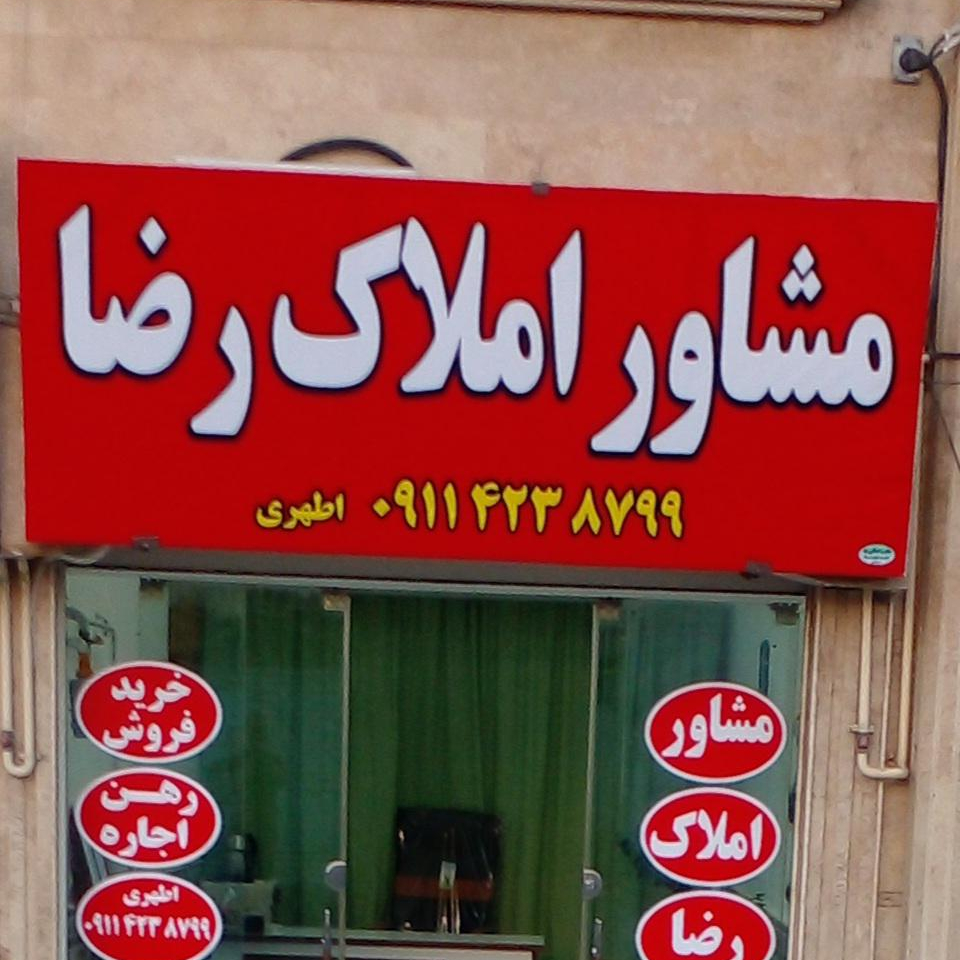 مشاور املاک رضا
۰۹۱۱ ۴۲۳ ۸۷۹۹ اطهری
خرید
فروش
رهن
اجاره
اطهری
۰۹۱۱ ۴۲۳ ۸۷۹۹
مشاور
املاک
رضا